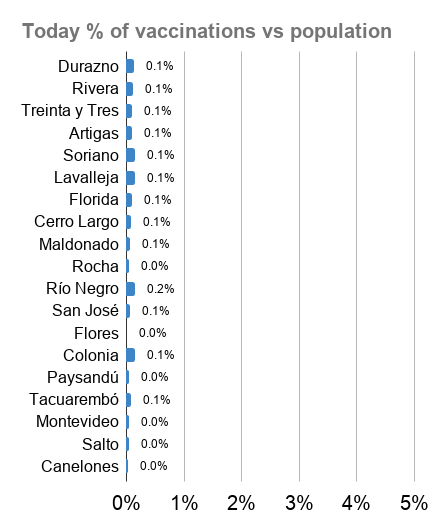 Today % of vaccinations vs population
Durazno 0.1%
Rivera 0.1%
Treinta y Tres 0.1%
Artigas 0.1%
Soriano 0.1%
Lavalleja 0.1%
Florida 0.1%
Cerro Largo 0.1%
Maldonado 0.1%
Rocha 0.0%
Río Negro 0.2%
San José 0.1%
Flores 0.0%
Colonia 0.1%
Paysandú 0.0%
Tacuarembó 0.1%
Montevideo 0.0%
Salto 0.0%
Canelones 0.0%
0% 1% 2% 3% 4% 5%